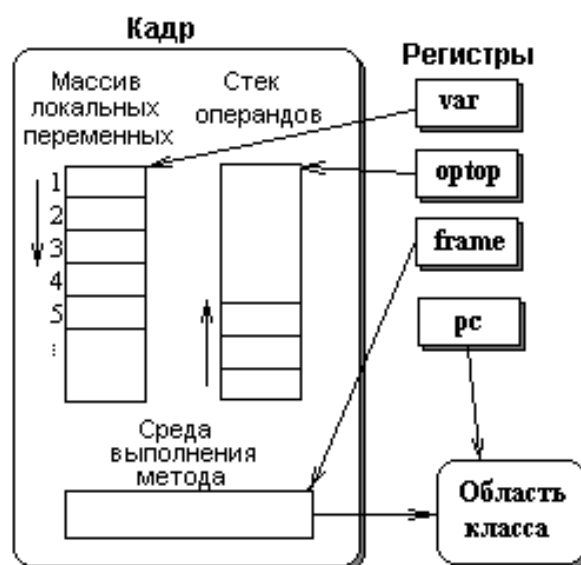 Кадр
Массив
локальных
переменных
Стек
операндов
1
2
3
4
5
⋮
Среда
выполнения
метода
Регистры
var
optop
frame
pc
Область
класса